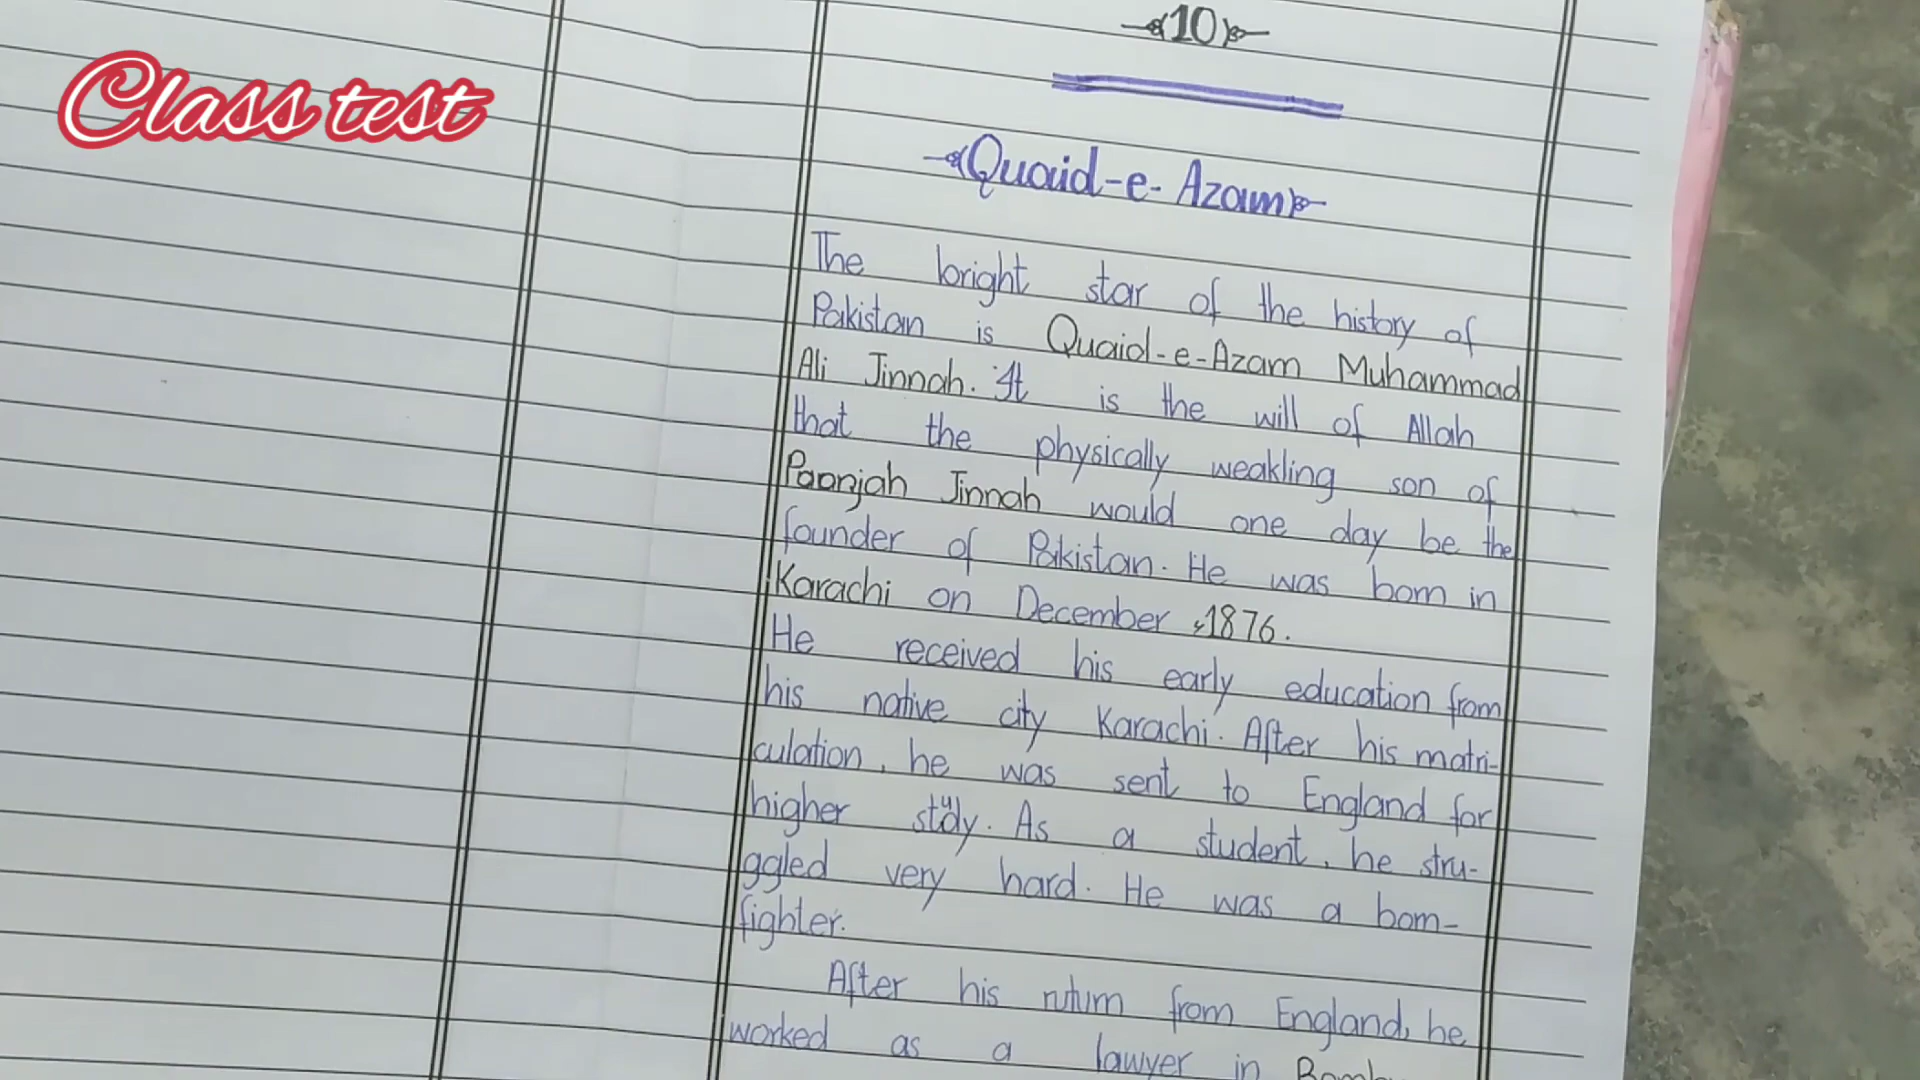 Class test
10
Quaid-e-Azam
The bright star of the history of
Pakistan is Quaid-e-Azam Muhammad
Ali Jinnah. It is the will of Allah
that the physically weakling son of
Poonjah Jinnah would one day be the
founder of Pakistan. He was born in
Karachi on December, 1876.
He received his early education from
his native city Karachi. After his matri-
culation, he was sent to England for
higher study. As a student, he stru-
ggled very hard. He was a born-
fighter.
After his return from England, he
worked as a lawyer in